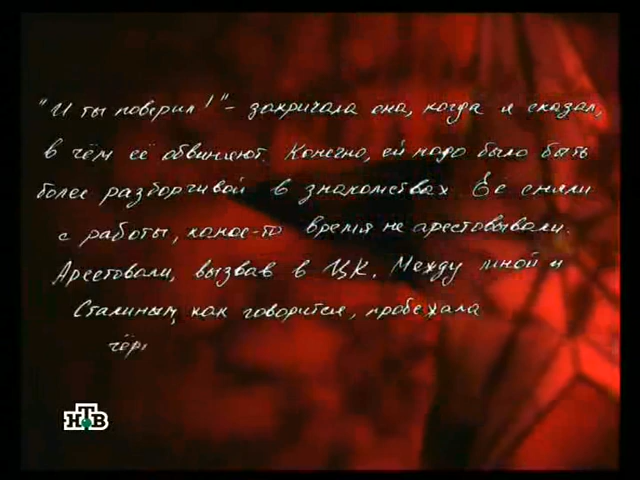 "И ты поверил!" - закричала она, когда я сказал,
в чём её обвиняют. Конечно, ей надо было быть
более разборчивой в знакомствах. Её сняли
с работы, какое-то время не арестовывали.
Арестовали, вызвав в ЦК. Между мной и
Сталиным, как говорится, пробежала
чёрн
НТВ